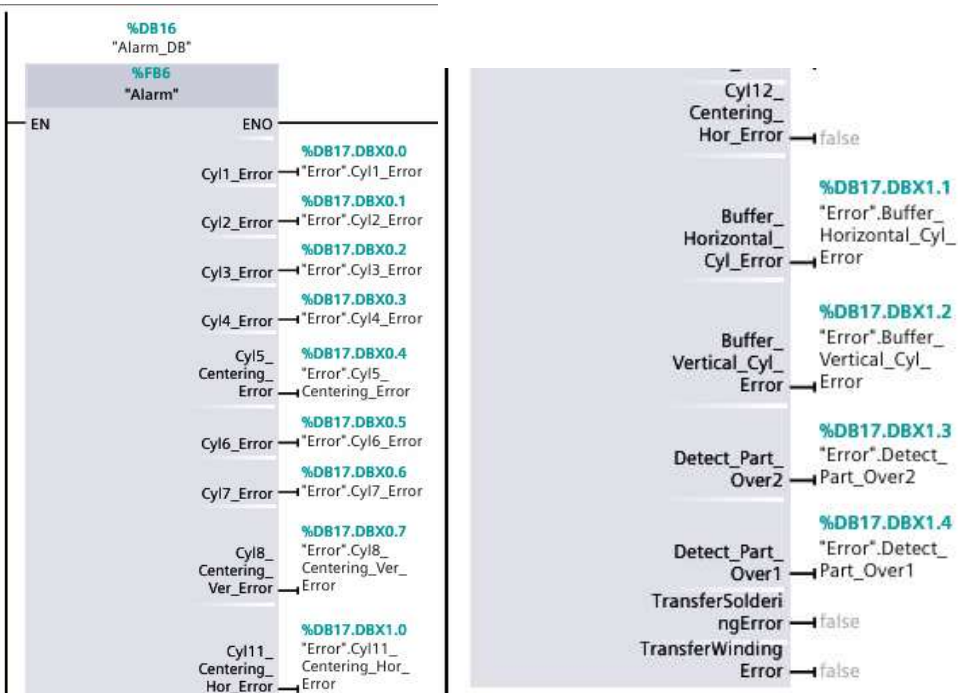 %DB16
"Alarm_DB"
%FB6
"Alarm"
EN
ENO
Cyl1_Error
%DB17.DBX0.0
"Error".Cyl1_Error
Cyl2_Error
%DB17.DBX0.1
"Error".Cyl2_Error
Cyl3_Error
%DB17.DBX0.2
"Error".Cyl3_Error
Cyl4_Error
%DB17.DBX0.3
"Error".Cyl4_Error
Cyl5_
Centering_
Error
%DB17.DBX0.4
"Error".Cyl5_
Centering_Error
Cyl6_Error
%DB17.DBX0.5
"Error".Cyl6_Error
Cyl7_Error
%DB17.DBX0.6
"Error".Cyl7_Error
Cyl8_
Centering_
Ver_Error
%DB17.DBX0.7
"Error".Cyl8_
Centering_Ver_
Error
Cyl11_
Centering_
Hor_Error
%DB17.DBX1.0
"Error".Cyl11_
Centering_Hor_
Error
Cyl12_
Centering_
Hor_Error
false
Buffer_
Horizontal_
Cyl_Error
%DB17.DBX1.1
"Error".Buffer_
Horizontal_Cyl_
Error
Buffer_
Vertical_Cyl_
Error
%DB17.DBX1.2
"Error".Buffer_
Vertical_Cyl_
Error
Detect_Part_
Over2
%DB17.DBX1.3
"Error".Detect_
Part_Over2
Detect_Part_
Over1
%DB17.DBX1.4
"Error".Detect_
Part_Over1
TransferSolderi
ngError
false
TransferWinding
Error
false